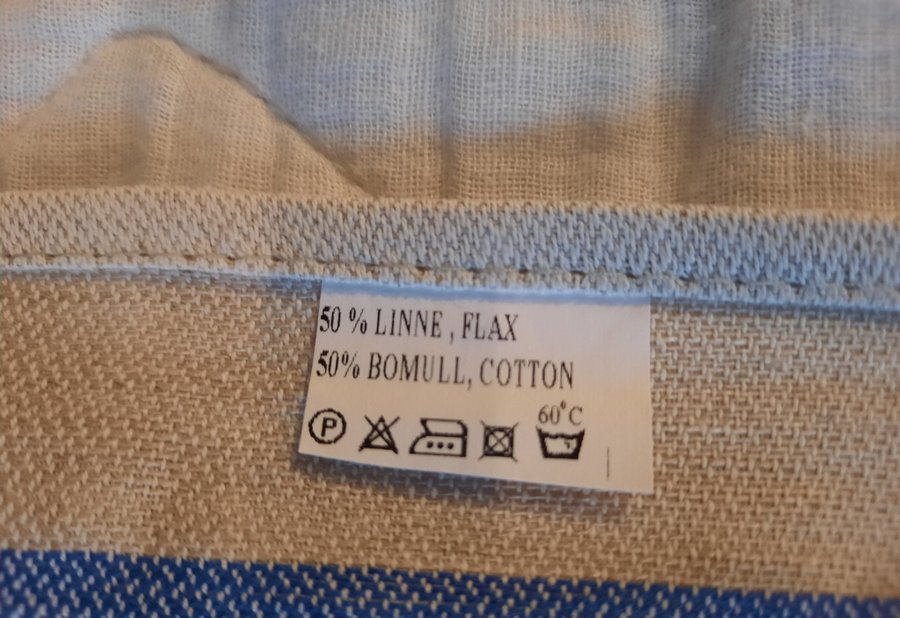 50 % LINNE , FLAX
50% BOMULL, COTTON
P
60°C